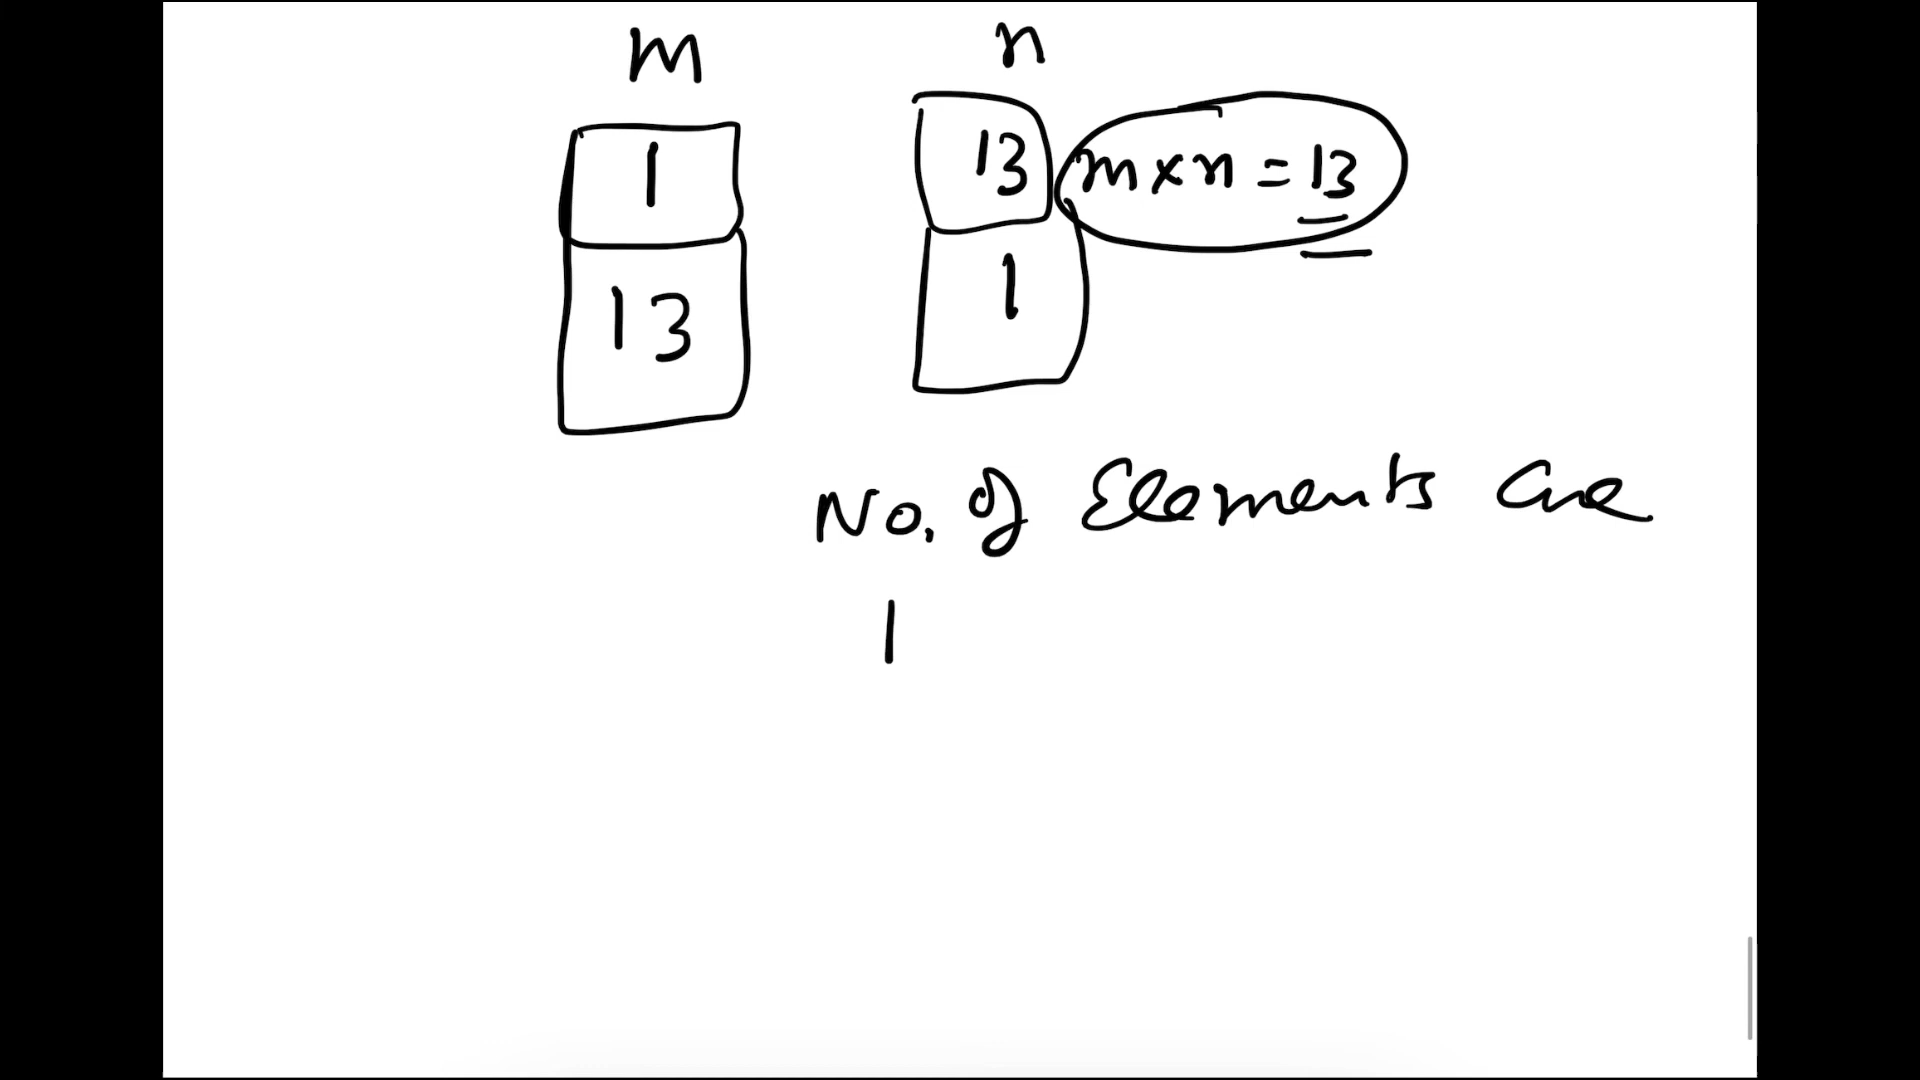 m n
1 13 m × n = 13
13 1
No. of Elements are
1